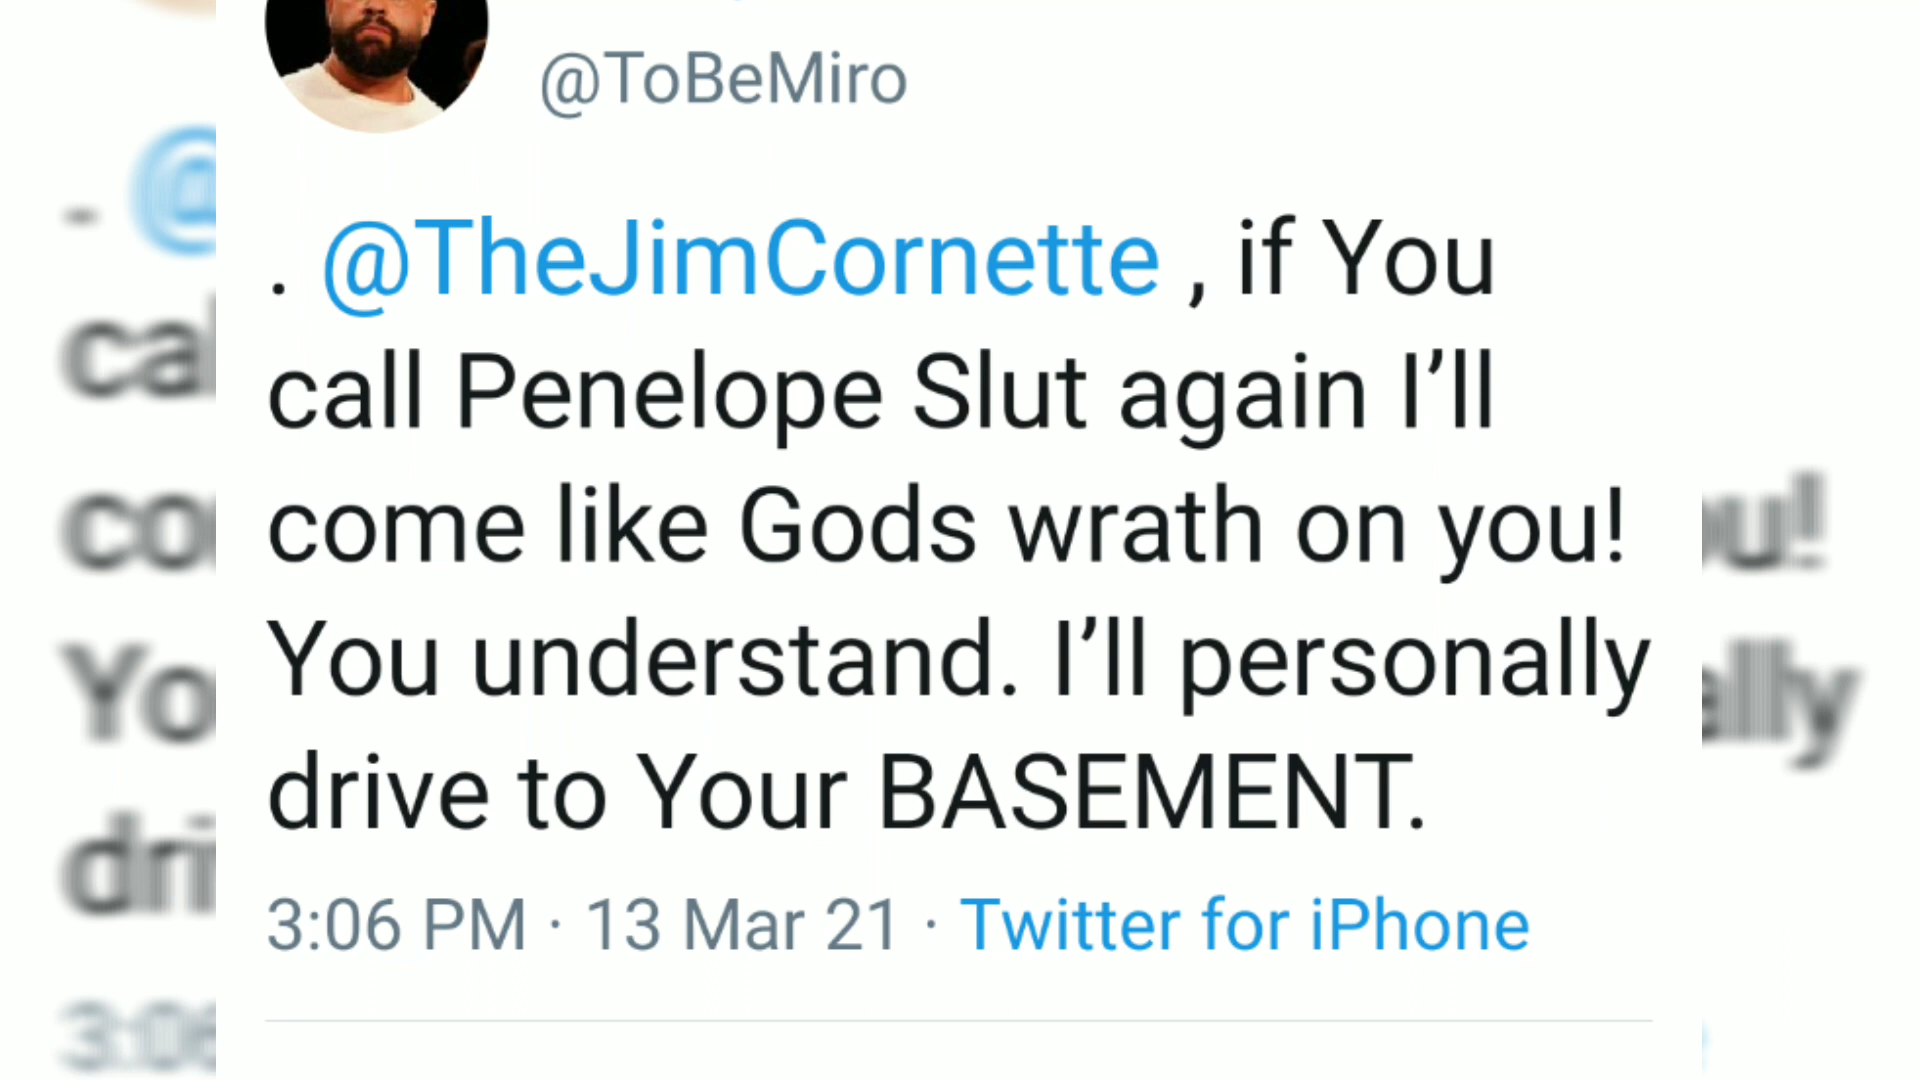 @ToBeMiro
. @TheJimCornette , if You
call Penelope Slut again I’ll
come like Gods wrath on you!
You understand. I’ll personally
drive to Your BASEMENT.
3:06 PM · 13 Mar 21 · Twitter for iPhone